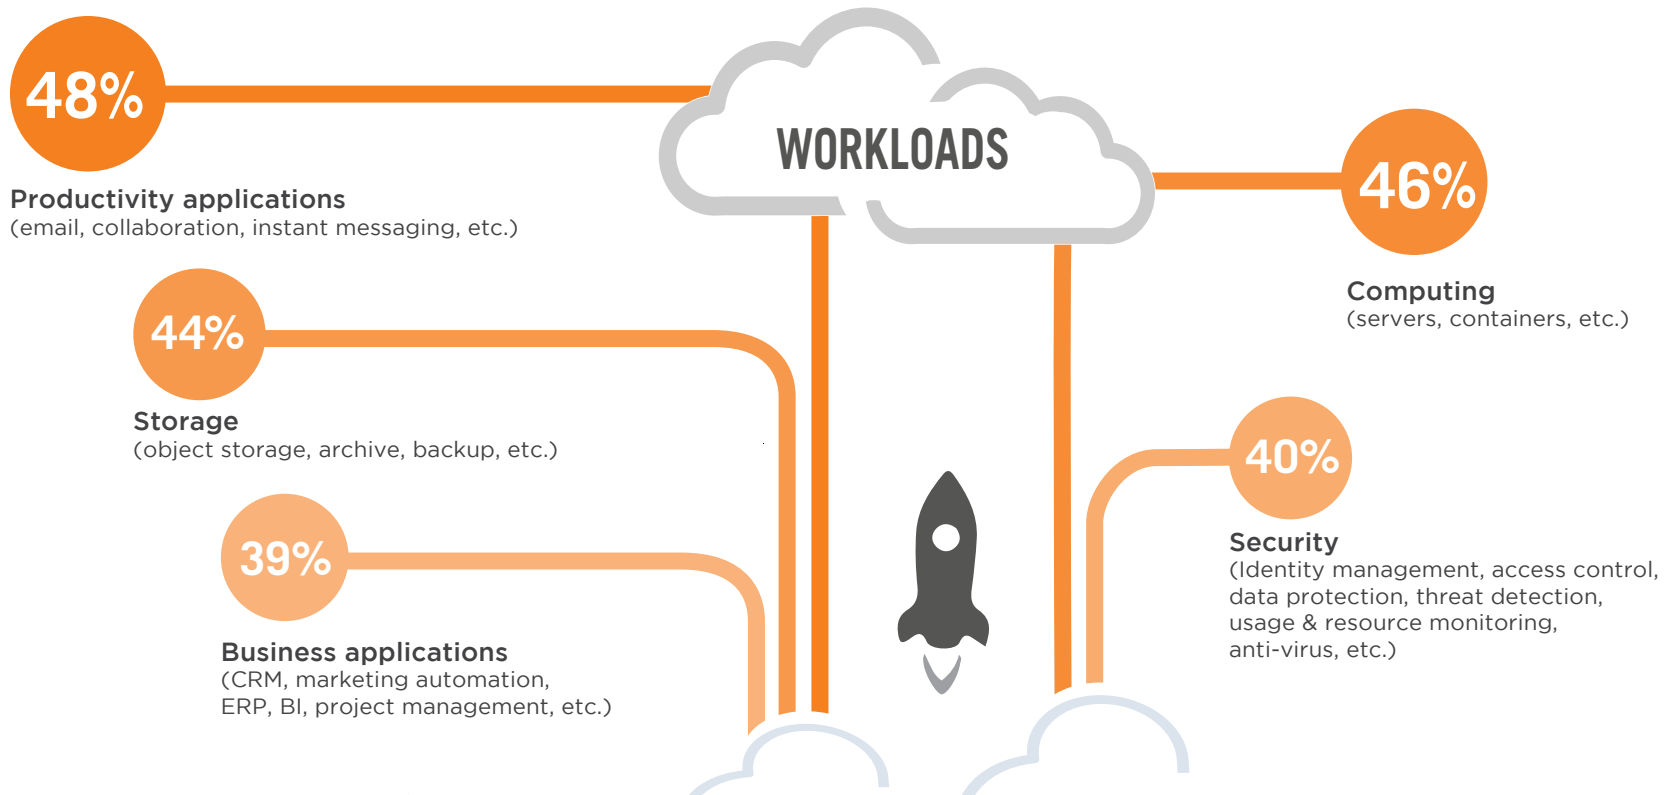 48%
WORKLOADS
46%
Productivity applications
(email, collaboration, instant messaging, etc.)
Computing
(servers, containers, etc.)
44%
Storage
(object storage, archive, backup, etc.)
40%
39%
Security
(Identity management, access control,
data protection, threat detection,
usage & resource monitoring,
anti-virus, etc.)
Business applications
(CRM, marketing automation,
ERP, BI, project management, etc.)